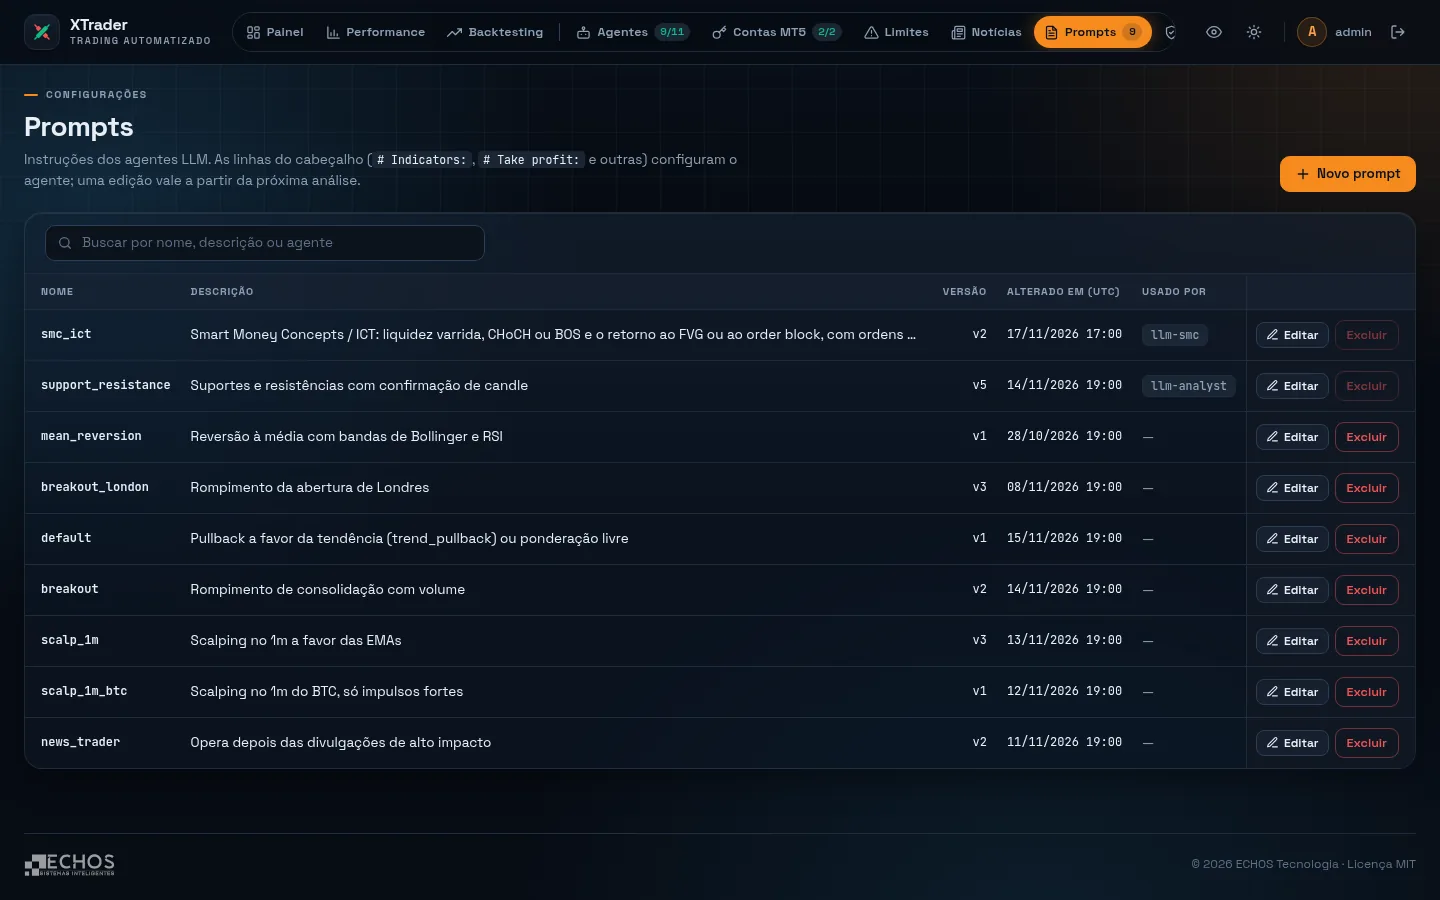 XTrader
TRADING AUTOMATIZADO
Painel
Performance
Backtesting
Agentes 9/11
Contas MT5 2/2
Limites
Notícias
Prompts 9
A admin
CONFIGURAÇÕES
Prompts
Instruções dos agentes LLM. As linhas do cabeçalho ( # Indicators: , # Take profit: e outras) configuram o
agente; uma edição vale a partir da próxima análise.
+ Novo prompt
Buscar por nome, descrição ou agente
NOME DESCRIÇÃO VERSÃO ALTERADO EM (UTC) USADO POR
smc_ict Smart Money Concepts / ICT: liquidez varrida, CHoCH ou BOS e o retorno ao FVG ou ao order block, com ordens … v2 17/11/2026 17:00 llm-smc Editar Excluir
support_resistance Suportes e resistências com confirmação de candle v5 14/11/2026 19:00 llm-analyst Editar Excluir
mean_reversion Reversão à média com bandas de Bollinger e RSI v1 28/10/2026 19:00 — Editar Excluir
breakout_london Rompimento da abertura de Londres v3 08/11/2026 19:00 — Editar Excluir
default Pullback a favor da tendência (trend_pullback) ou ponderação livre v1 15/11/2026 19:00 — Editar Excluir
breakout Rompimento de consolidação com volume v2 14/11/2026 19:00 — Editar Excluir
scalp_1m Scalping no 1m a favor das EMAs v3 13/11/2026 19:00 — Editar Excluir
scalp_1m_btc Scalping no 1m do BTC, só impulsos fortes v1 12/11/2026 19:00 — Editar Excluir
news_trader Opera depois das divulgações de alto impacto v2 11/11/2026 19:00 — Editar Excluir
ECHOS
SISTEMAS INTELIGENTES
© 2026 ECHOS Tecnologia · Licença MIT